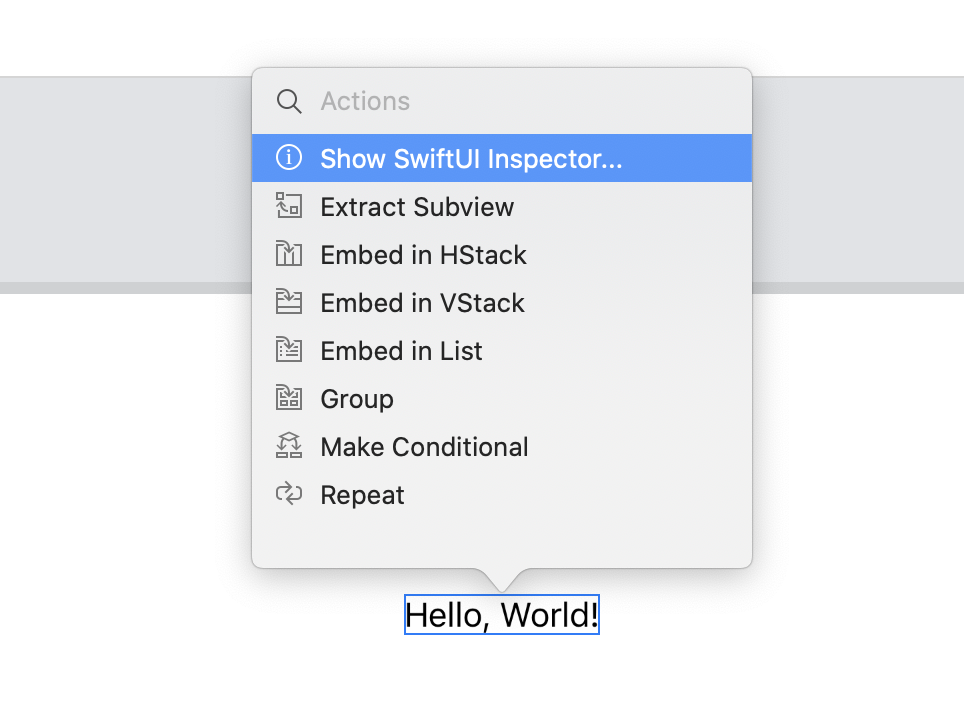 Actions
Show SwiftUI Inspector...
Extract Subview
Embed in HStack
Embed in VStack
Embed in List
Group
Make Conditional
Repeat
Hello, World!